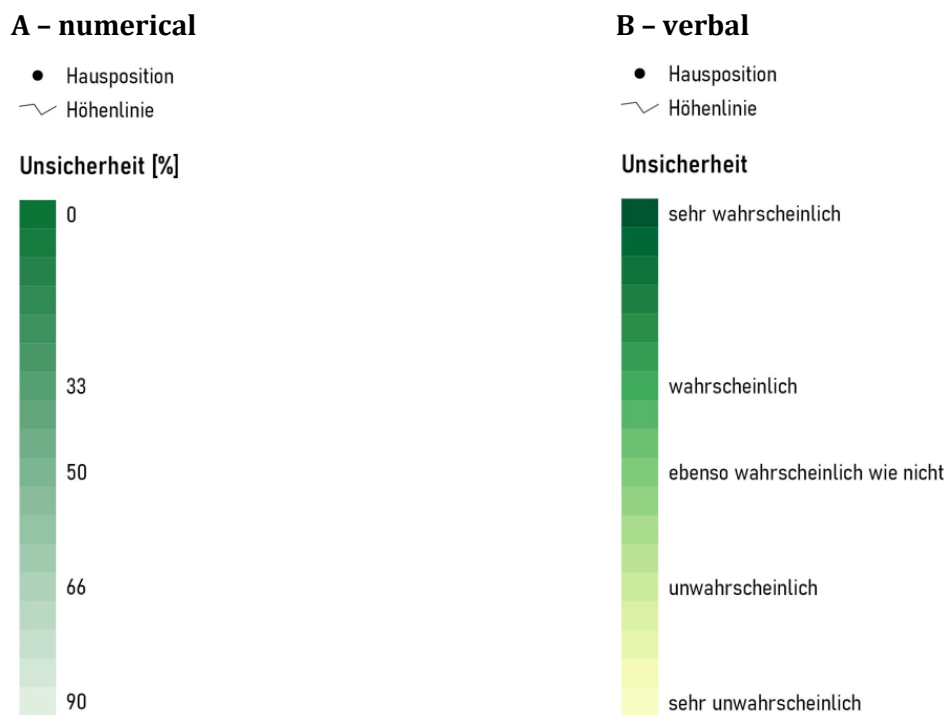 A – numerical
Hausposition
Höhenlinie
Unsicherheit [%]
0
33
50
66
90
B – verbal
Hausposition
Höhenlinie
Unsicherheit
sehr wahrscheinlich
wahrscheinlich
ebenso wahrscheinlich wie nicht
unwahrscheinlich
sehr unwahrscheinlich